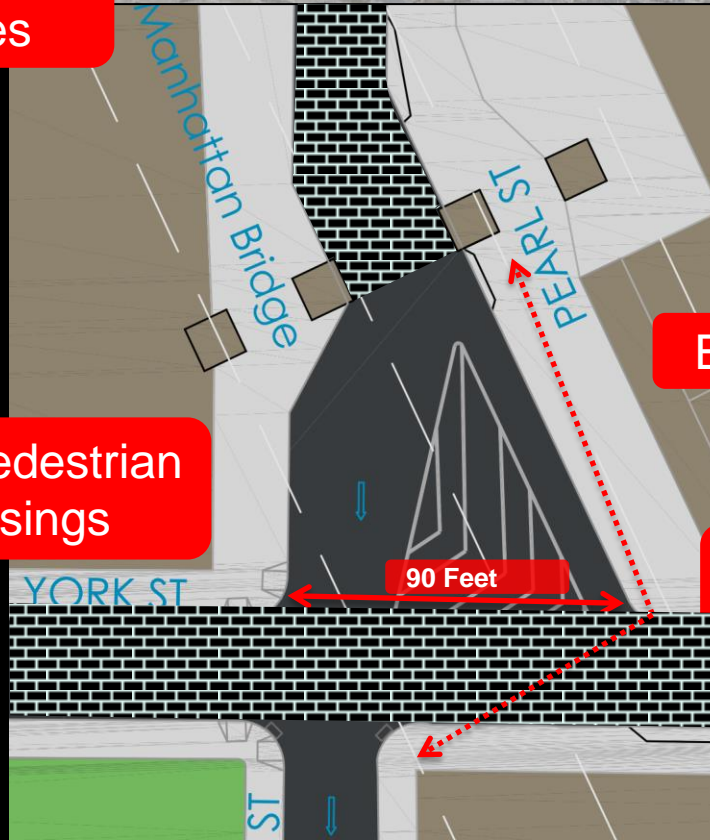 es
Manhattan Bridge
PEARL ST
E
edestrian
sings
90 Feet
YORK ST
ST